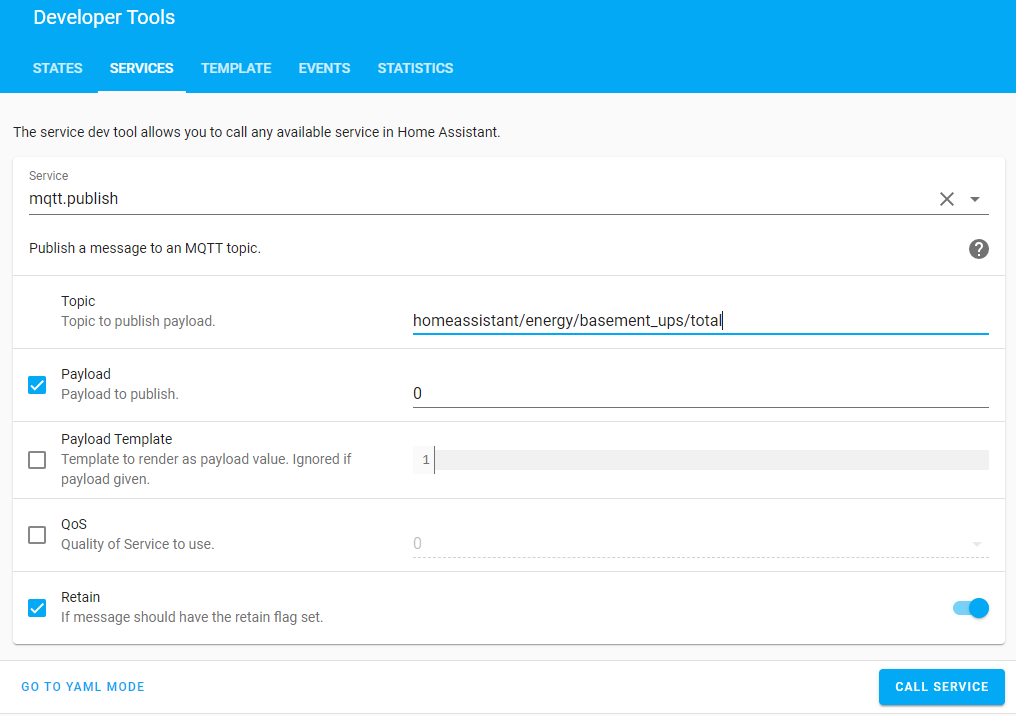 Developer Tools
STATES SERVICES TEMPLATE EVENTS STATISTICS
The service dev tool allows you to call any available service in Home Assistant.
Service
mqtt.publish
Publish a message to an MQTT topic.
Topic
Topic to publish payload.
homeassistant/energy/basement_ups/total
Payload
Payload to publish.
0
Payload Template
Template to render as payload value. Ignored if
payload given.
1
QoS
Quality of Service to use.
0
Retain
If message should have the retain flag set.
GO TO YAML MODE
CALL SERVICE